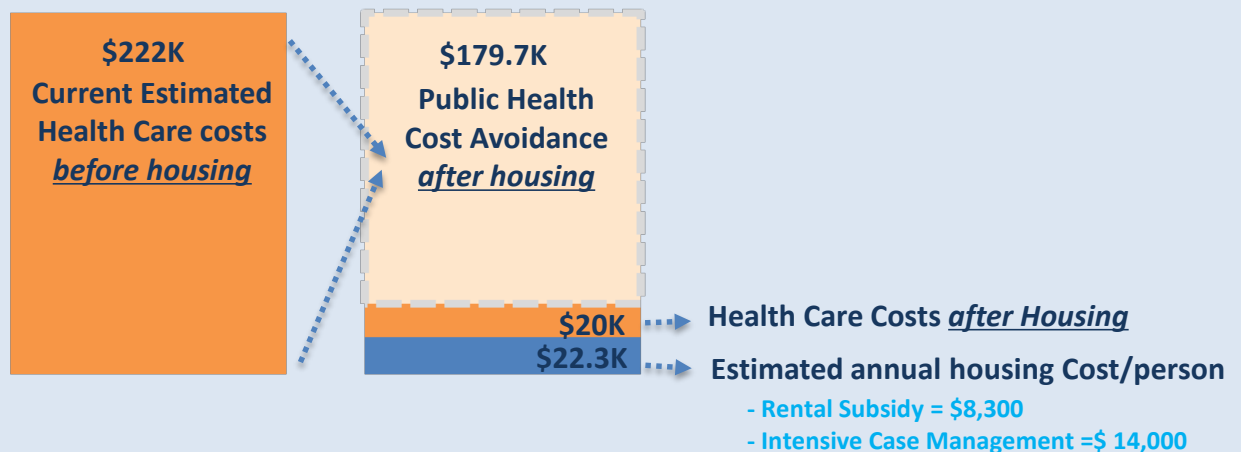 $222K
Current Estimated
Health Care costs
before housing
$179.7K
Public Health
Cost Avoidance
after housing
$20K
Health Care Costs after Housing
$22.3K
Estimated annual housing Cost/person
- Rental Subsidy = $8,300
- Intensive Case Management =$ 14,000